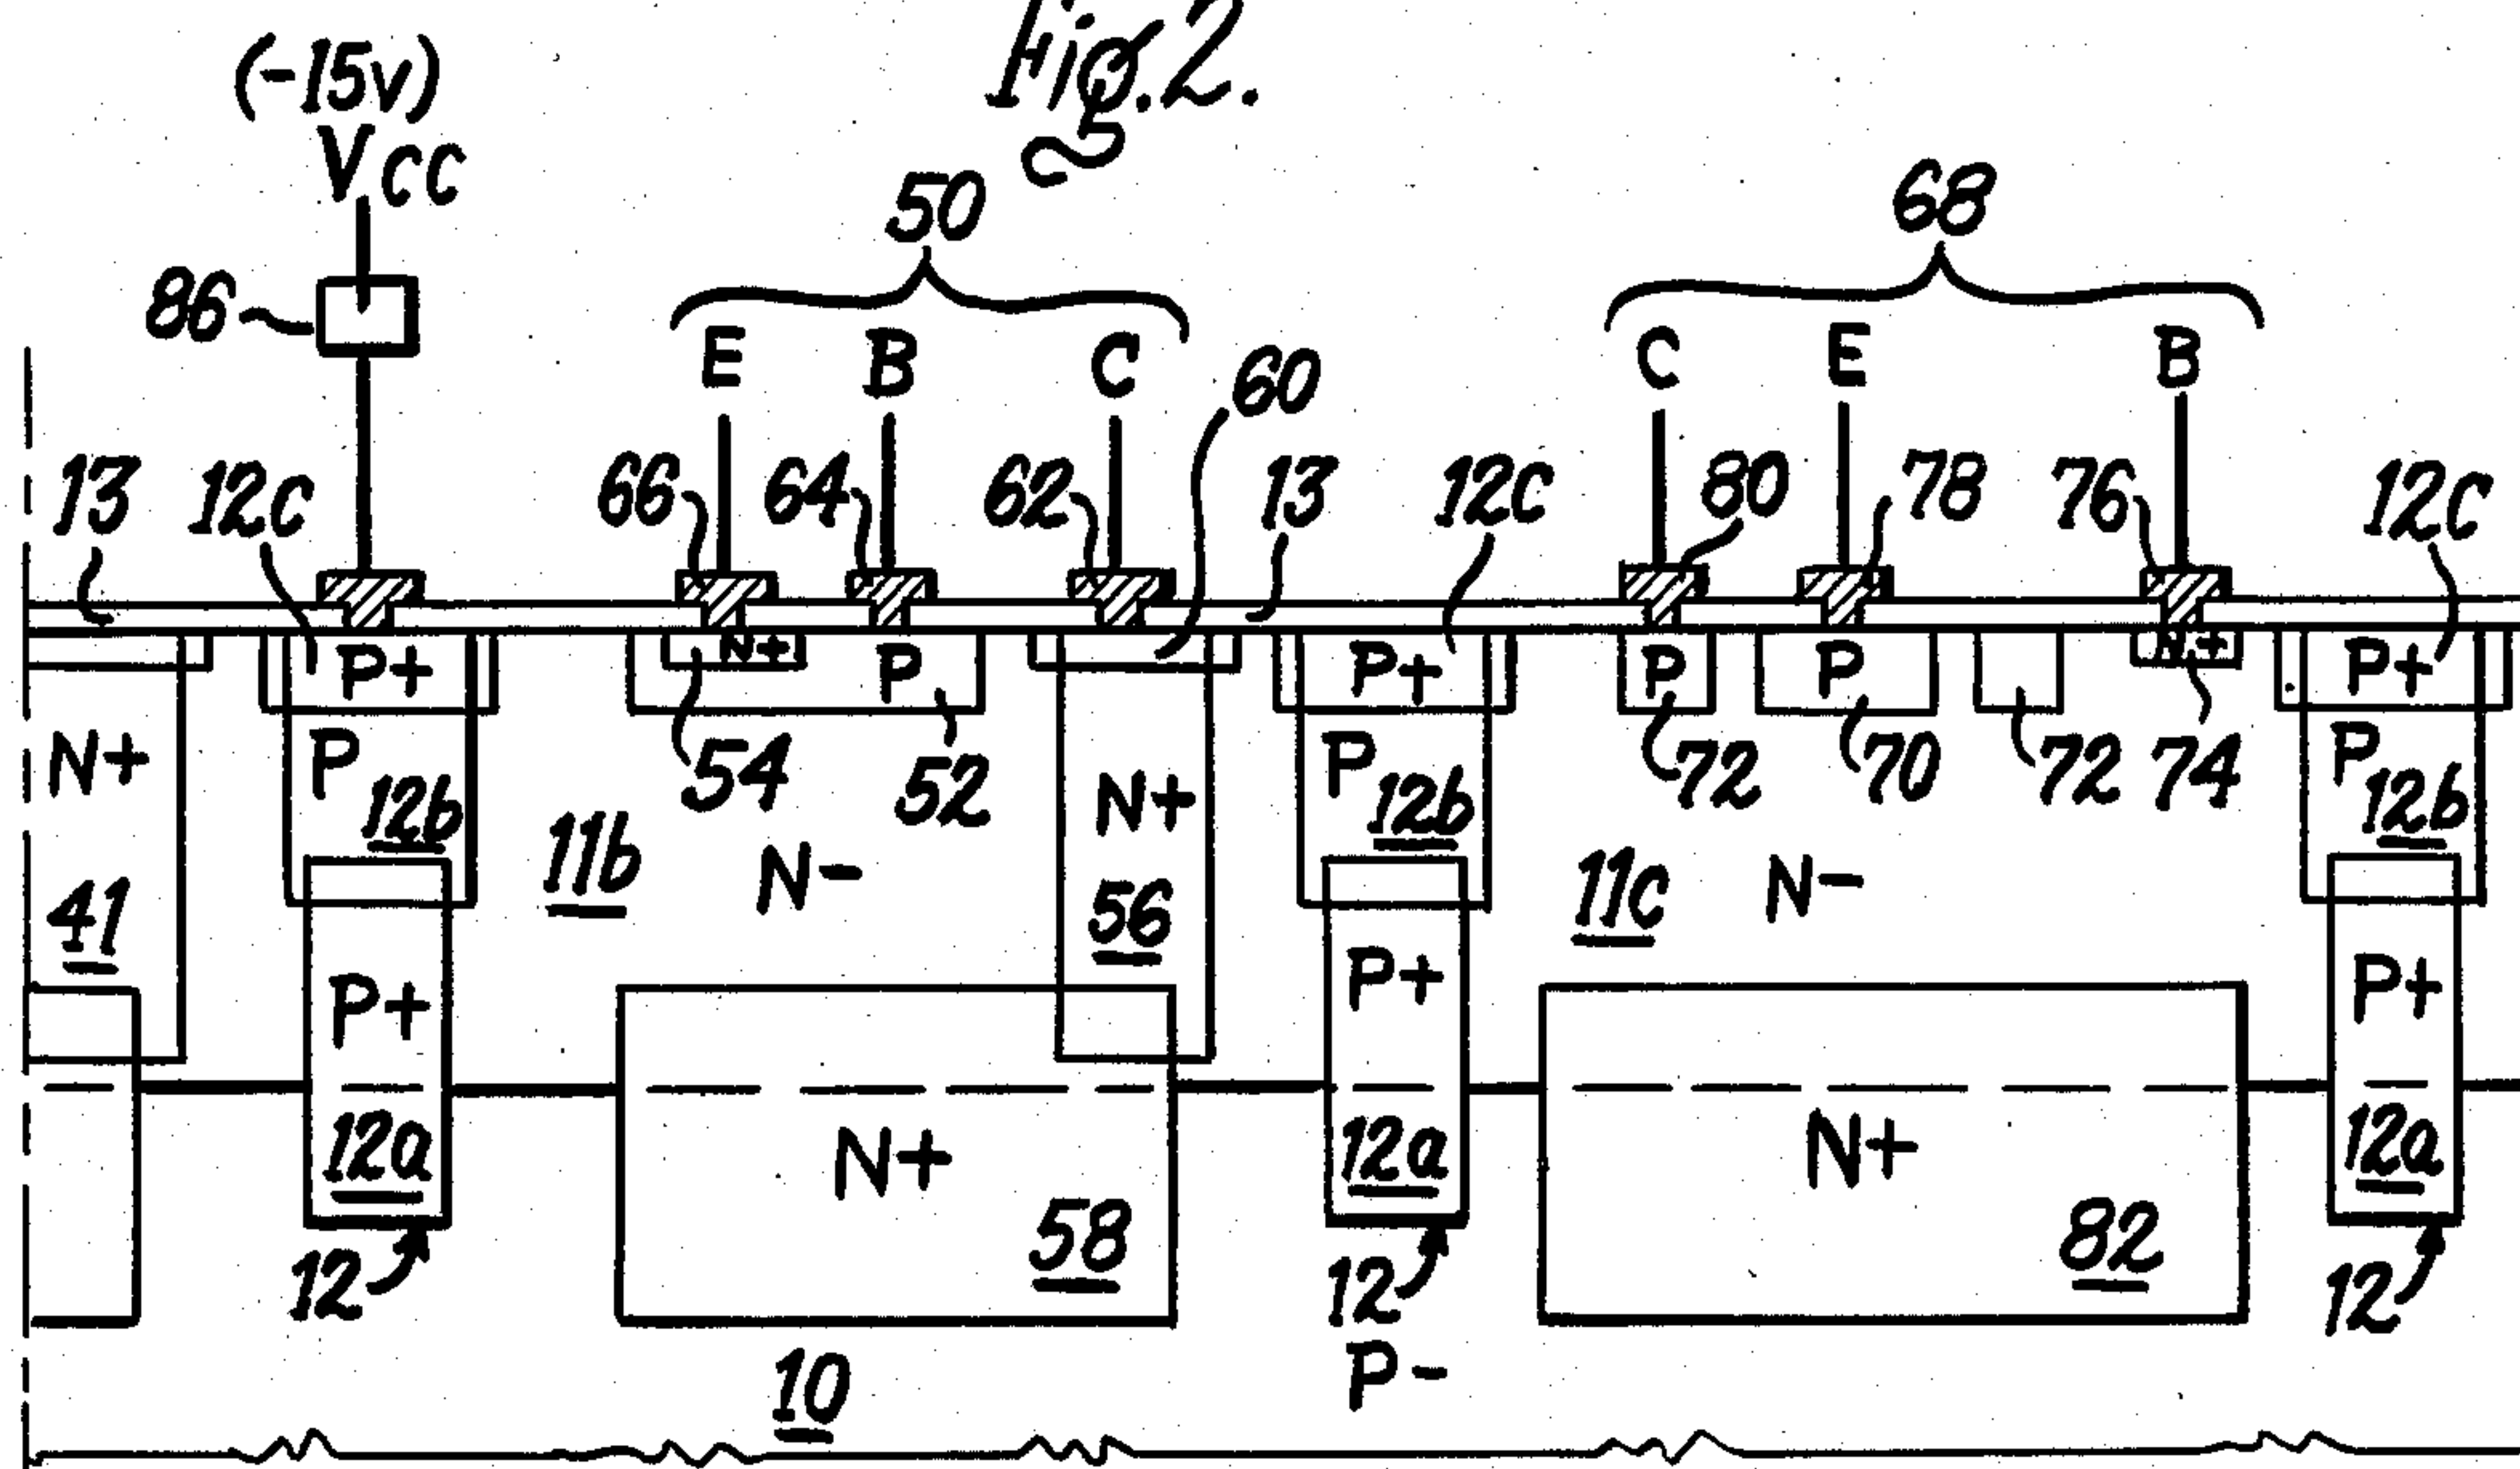 Fig. 2.
(-15v)
Vcc
50
68
86
E B C
60
C E B
13 12c 66 64 62 13 12c 80 78 76 12c
P+ N+ P P+ P P N+ P+
N+ P 54 52 N+ P 72 70 72 74 P
12b 11b N- 12b 11c N- 12b
41 56
P+ P+ P+
12a N+ 12a N+ 12a
58 82
12 12 12
10 P-